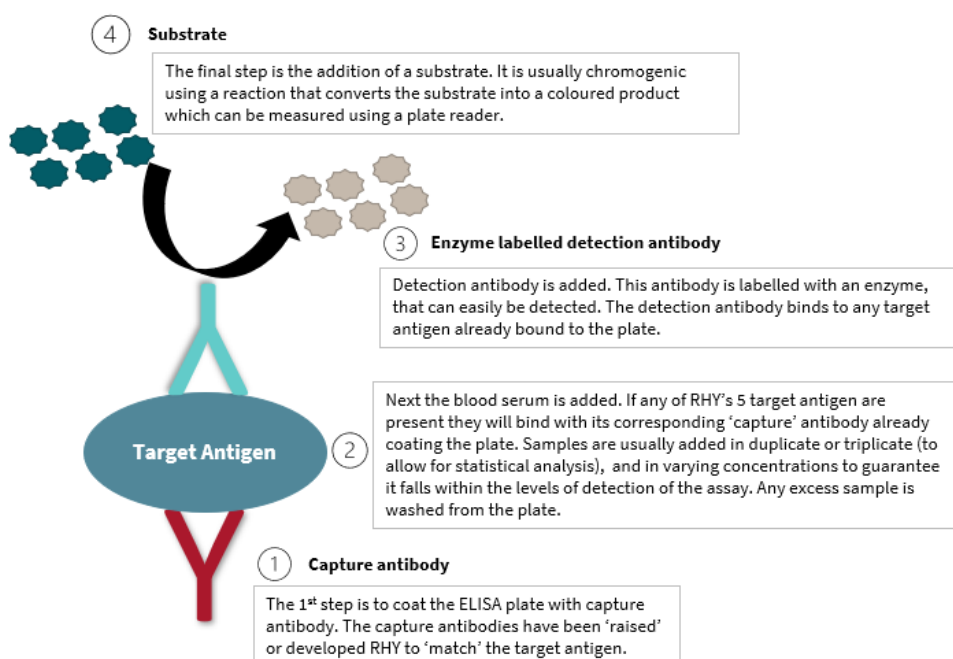 4 Substrate
The final step is the addition of a substrate. It is usually chromogenic
using a reaction that converts the substrate into a coloured product
which can be measured using a plate reader.
3 Enzyme labelled detection antibody
Detection antibody is added. This antibody is labelled with an enzyme,
that can easily be detected. The detection antibody binds to any target
antigen already bound to the plate.
Target Antigen
2
Next the blood serum is added. If any of RHY's 5 target antigen are
present they will bind with its corresponding 'capture' antibody already
coating the plate. Samples are usually added in duplicate or triplicate (to
allow for statistical analysis),  and in varying concentrations to guarantee
it falls within the levels of detection of the assay. Any excess sample is
washed from the plate.
1 Capture antibody
The 1st step is to coat the ELISA plate with capture
antibody. The capture antibodies have been 'raised'
or developed RHY to 'match' the target antigen.